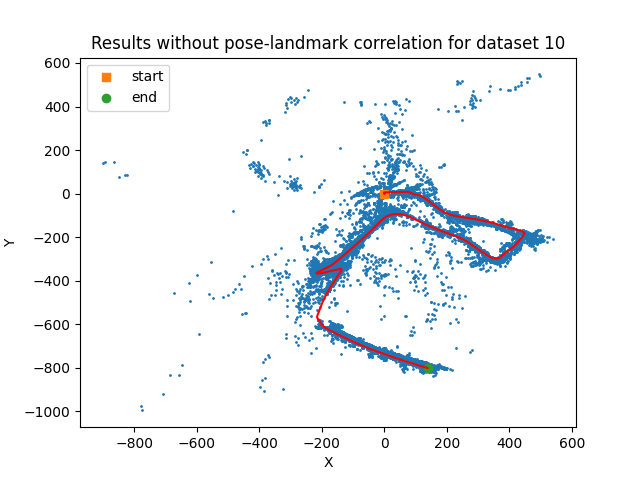 Results without pose-landmark correlation for dataset 10
start
end
600
400
200
0
−200
−400
−600
−800
−1000
Y
−800 −600 −400 −200 0 200 400 600
X